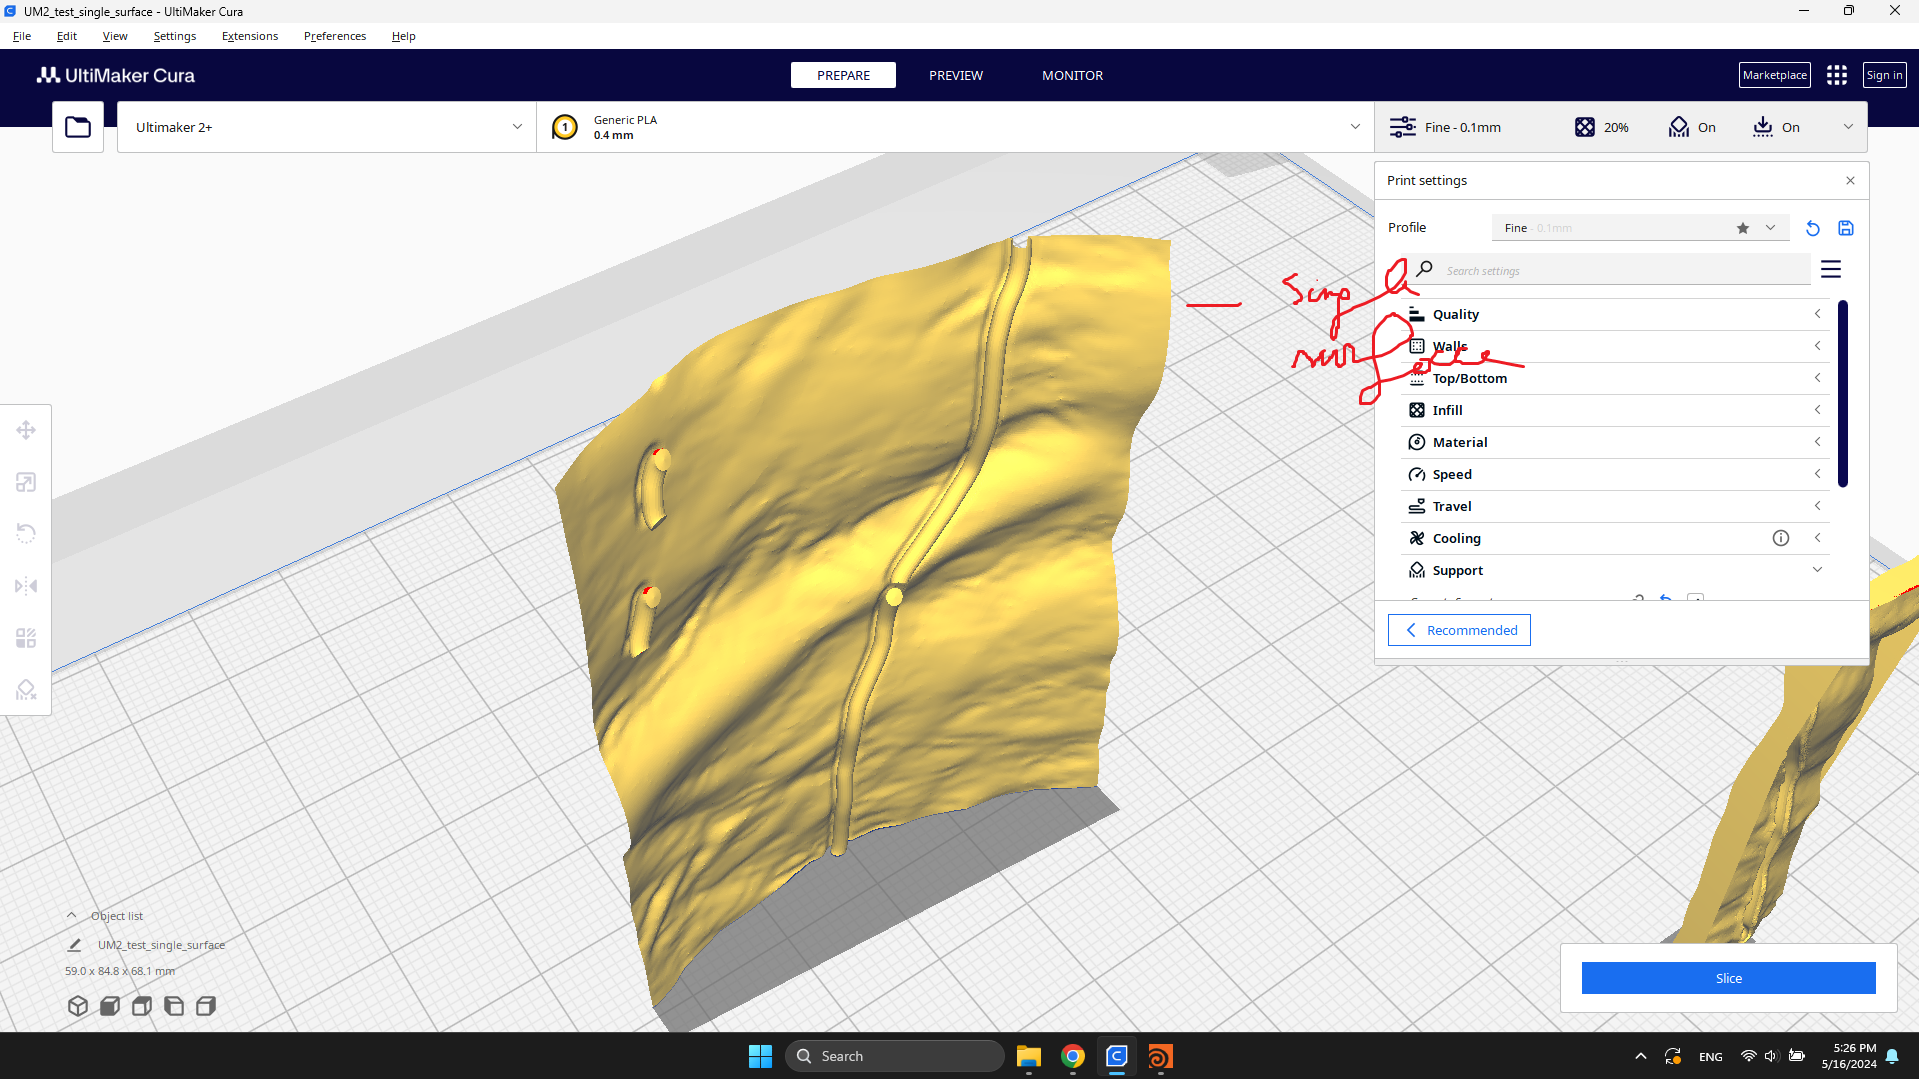 UM2_test_single_surface - UltiMaker Cura
File Edit View Settings Extensions Preferences Help
UltiMaker Cura PREPARE PREVIEW MONITOR Marketplace Sign in
Ultimaker 2+
1 Generic PLA
0.4 mm
Fine - 0.1mm 20% On On
Print settings
Profile Fine - 0.1mm
Search settings
Quality
Walls
Top/Bottom
Infill
Material
Speed
Travel
Cooling
Support
Recommended
Object list
UM2_test_single_surface
59.0 x 84.8 x 68.1 mm
Slice
Search
ENG
5:26 PM
5/16/2024